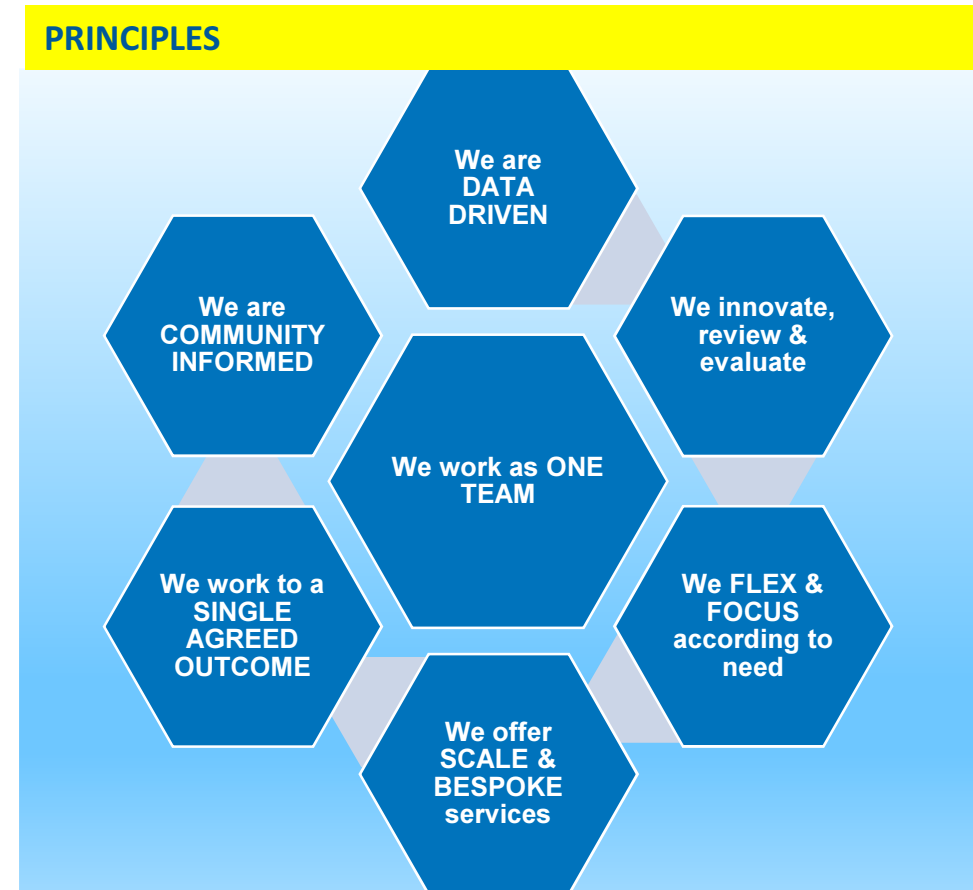 PRINCIPLES
We are
DATA
DRIVEN
We are
COMMUNITY
INFORMED
We innovate,
review &
evaluate
We work as ONE
TEAM
We work to a
SINGLE
AGREED
OUTCOME
We FLEX &
FOCUS
according to
need
We offer
SCALE &
BESPOKE
services